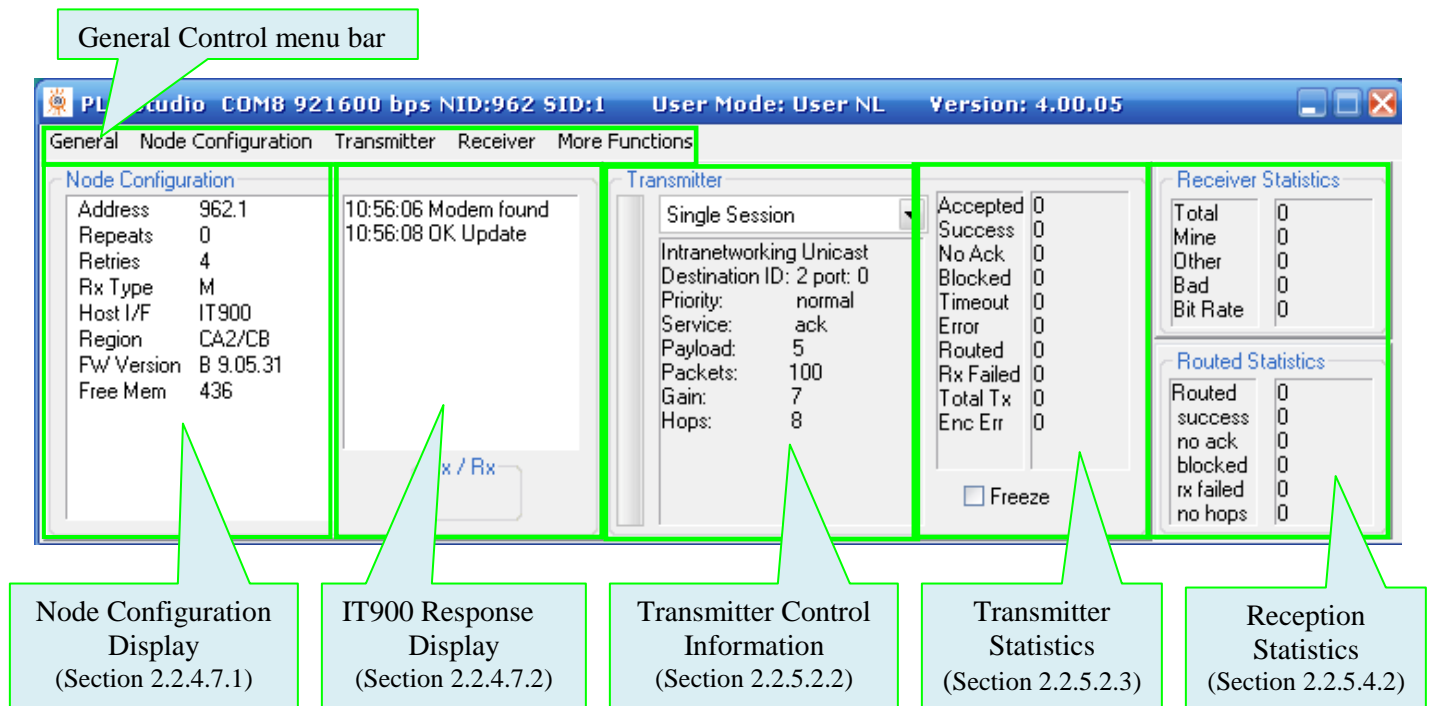 General Control menu bar
PL Studio COM8 921600 bps NID:962 SID:1 User Mode: User NL Version: 4.00.05
General Node Configuration Transmitter Receiver More Functions
Node Configuration
Address 962.1
Repeats 0
Retries 4
Rx Type M
Host I/F IT900
Region CA2/CB
FW Version B 9.05.31
Free Mem 436
10:56:06 Modem found
10:56:08 OK Update
x / Rx
Transmitter
Single Session
Intranetworking Unicast
Destination ID: 2 port: 0
Priority: normal
Service: ack
Payload: 5
Packets: 100
Gain: 7
Hops: 8
Accepted 0
Success 0
No Ack 0
Blocked 0
Timeout 0
Error 0
Routed 0
Rx Failed 0
Total Tx 0
Enc Err 0
Freeze
Receiver Statistics
Total 0
Mine 0
Other 0
Bad 0
Bit Rate 0
Routed Statistics
Routed 0
success 0
no ack 0
blocked 0
rx failed 0
no hops 0
Node Configuration
Display
(Section 2.2.4.7.1)
IT900 Response
Display
(Section 2.2.4.7.2)
Transmitter Control
Information
(Section 2.2.5.2.2)
Transmitter
Statistics
(Section 2.2.5.2.3)
Reception
Statistics
(Section 2.2.5.4.2)